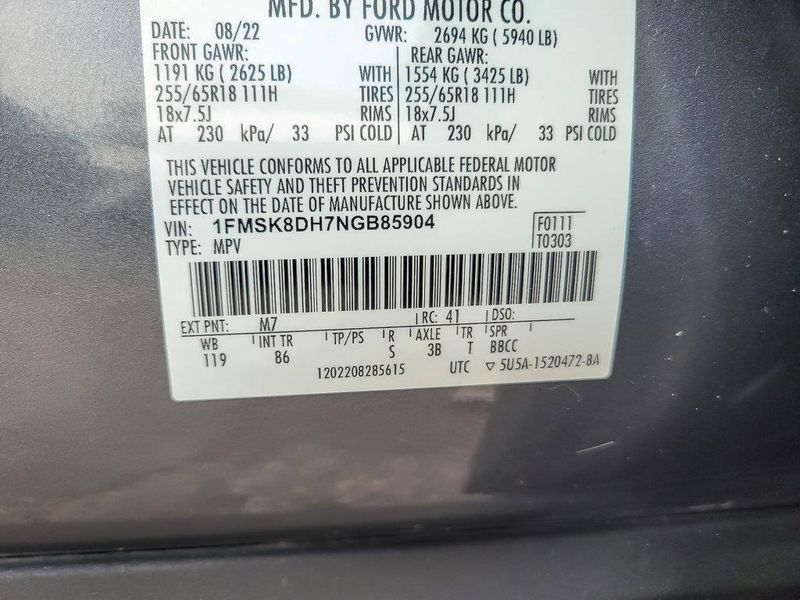 MFD. BY FORD MOTOR CO.
DATE: 08/22 GVWR: 2694 KG ( 5940 LB)
FRONT GAWR: REAR GAWR:
1191 KG ( 2625 LB) WITH 1554 KG ( 3425 LB) WITH
255/65R18 111H TIRES 255/65R18 111H TIRES
18x7.5J RIMS 18x7.5J RIMS
AT 230 kPa/ 33 PSI COLD AT 230 kPa/ 33 PSI COLD
THIS VEHICLE CONFORMS TO ALL APPLICABLE FEDERAL MOTOR
VEHICLE SAFETY AND THEFT PREVENTION STANDARDS IN
EFFECT ON THE DATE OF MANUFACTURE SHOWN ABOVE.
VIN: 1FMSK8DH7NGB85904 F0111
TYPE: MPV T0303
EXT PNT: M7 RC: 41 DSO:
WB INT TR TP/PS R AXLE TR SPR
119 86 S 3B T BBCC
1202208285615 UTC ▽ 5U5A-1520472-BA